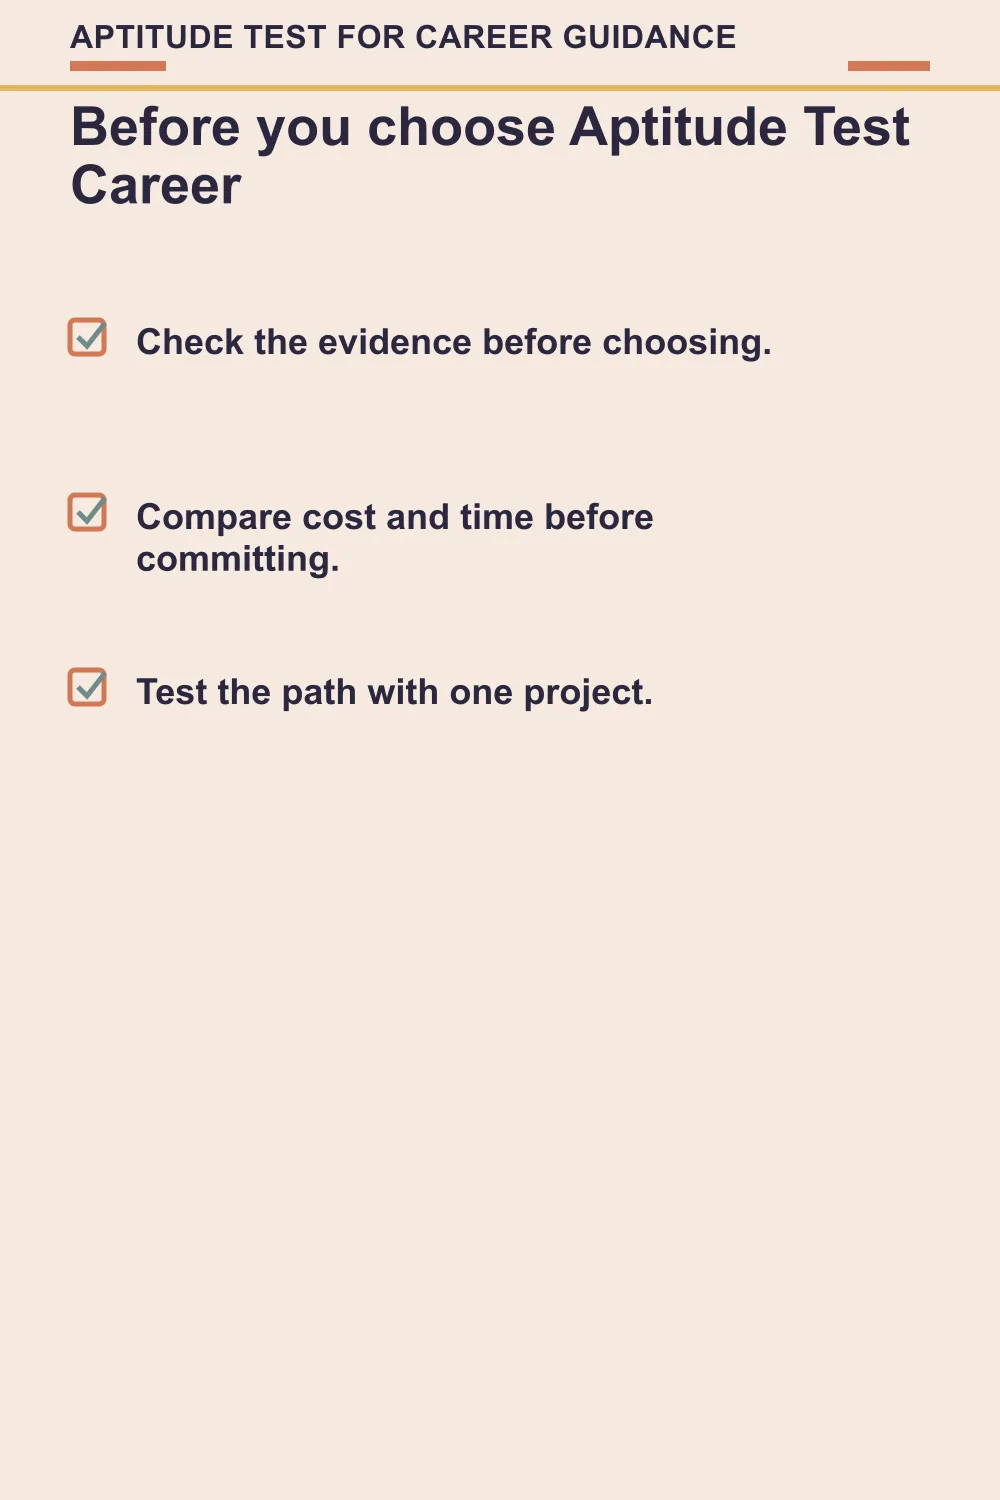 APTITUDE TEST FOR CAREER GUIDANCE
Before you choose Aptitude Test
Career
Check the evidence before choosing.
Compare cost and time before
committing.
Test the path with one project.